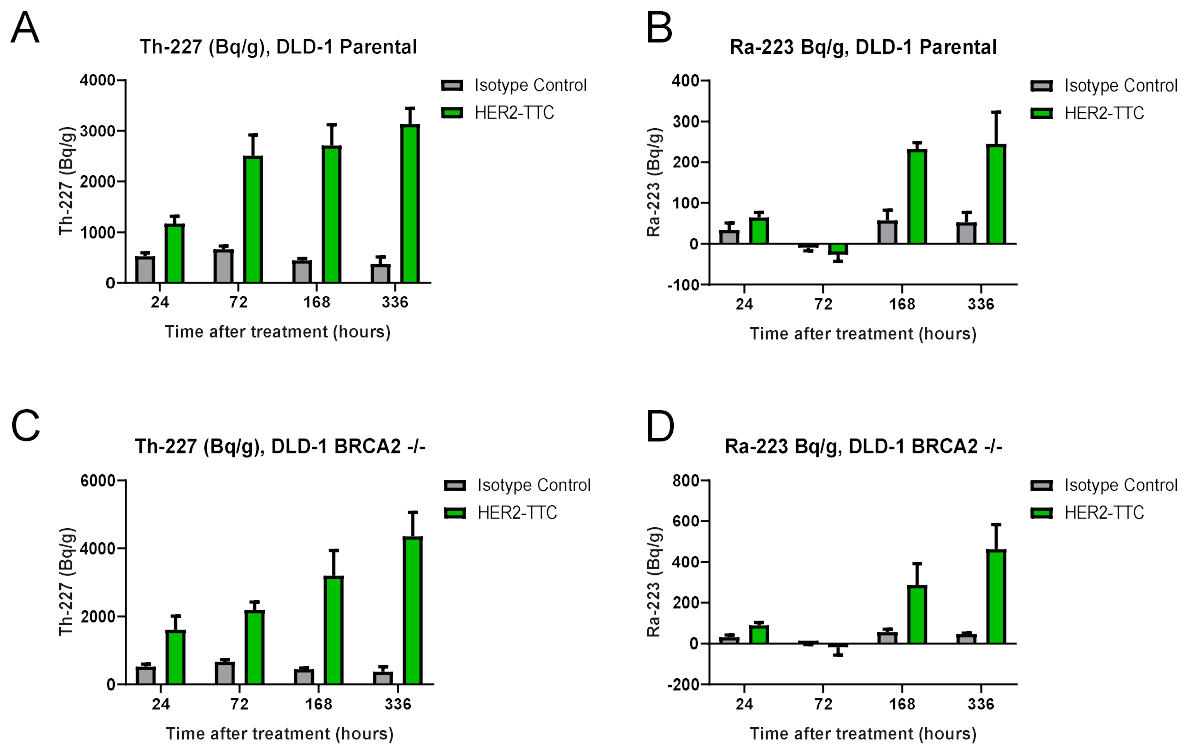 A
Th-227 (Bq/g), DLD-1 Parental
4000
3000
2000
1000
0
Th-227 (Bq/g)
24 72 168 336
Time after treatment (hours)
Isotype Control
HER2-TTC
B
Ra-223 Bq/g, DLD-1 Parental
400
300
200
100
0
-100
Ra-223 (Bq/g)
24 72 168 336
Time after treatment (hours)
Isotype Control
HER2-TTC
C
Th-227 (Bq/g), DLD-1 BRCA2 -/-
6000
4000
2000
0
Th-227 (Bq/g)
24 72 168 336
Time after treatment (hours)
Isotype Control
HER2-TTC
D
Ra-223 Bq/g, DLD-1 BRCA2 -/-
800
600
400
200
0
-200
Ra-223 (Bq/g)
24 72 168 336
Time after treatment (hours)
Isotype Control
HER2-TTC